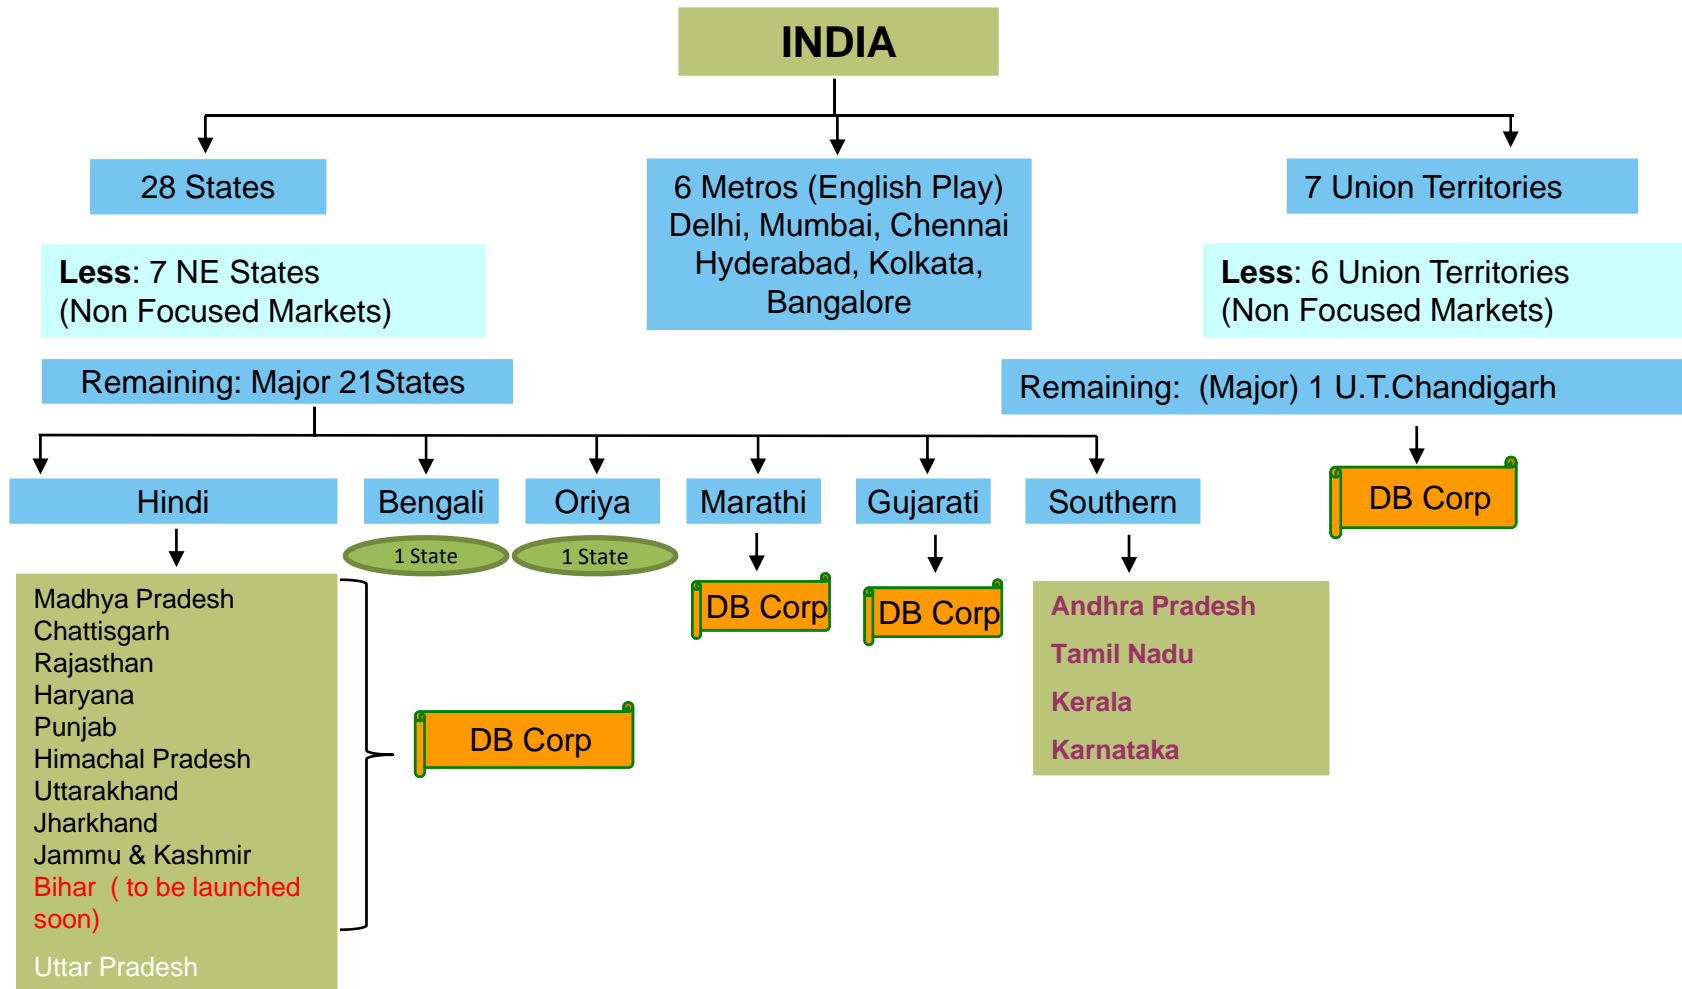 INDIA
28 States
6 Metros (English Play)
Delhi, Mumbai, Chennai
Hyderabad, Kolkata,
Bangalore
7 Union Territories
Less: 7 NE States
(Non Focused Markets)
Less: 6 Union Territories
(Non Focused Markets)
Remaining: Major 21States
Remaining: (Major) 1 U.T.Chandigarh
Hindi
Bengali
Oriya
Marathi
Gujarati
Southern
DB Corp
1 State
1 State
DB Corp
DB Corp
Madhya Pradesh
Chattisgarh
Rajasthan
Haryana
Punjab
Himachal Pradesh
Uttarakhand
Jharkhand
Jammu & Kashmir
Bihar ( to be launched
soon)
Uttar Pradesh
DB Corp
Andhra Pradesh
Tamil Nadu
Kerala
Karnataka